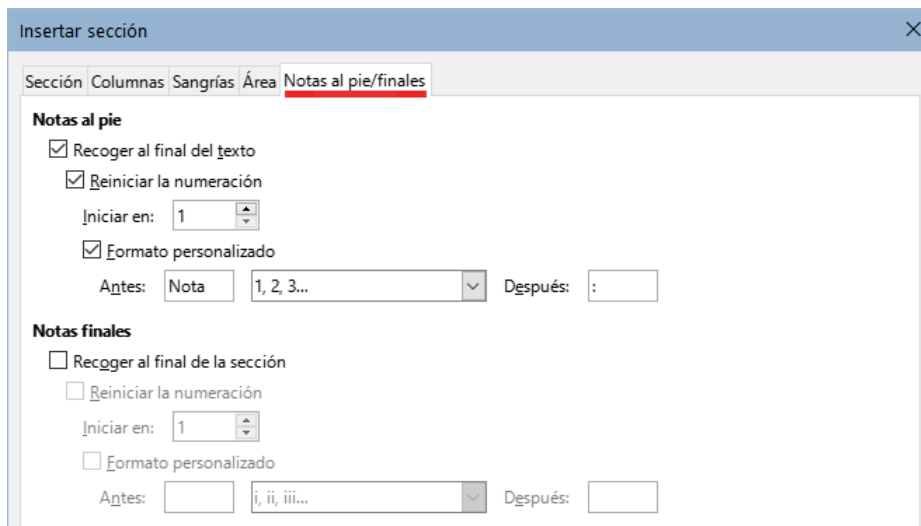 Insertar sección
Sección Columnas Sangrías Área Notas al pie/finales
Notas al pie
Recoger al final del texto
Reiniciar la numeración
Iniciar en: 1
Formato personalizado
Antes: Nota 1, 2, 3... Después: :
Notas finales
Recoger al final de la sección
Reiniciar la numeración
Iniciar en: 1
Formato personalizado
Antes: i, ii, iii... Después: